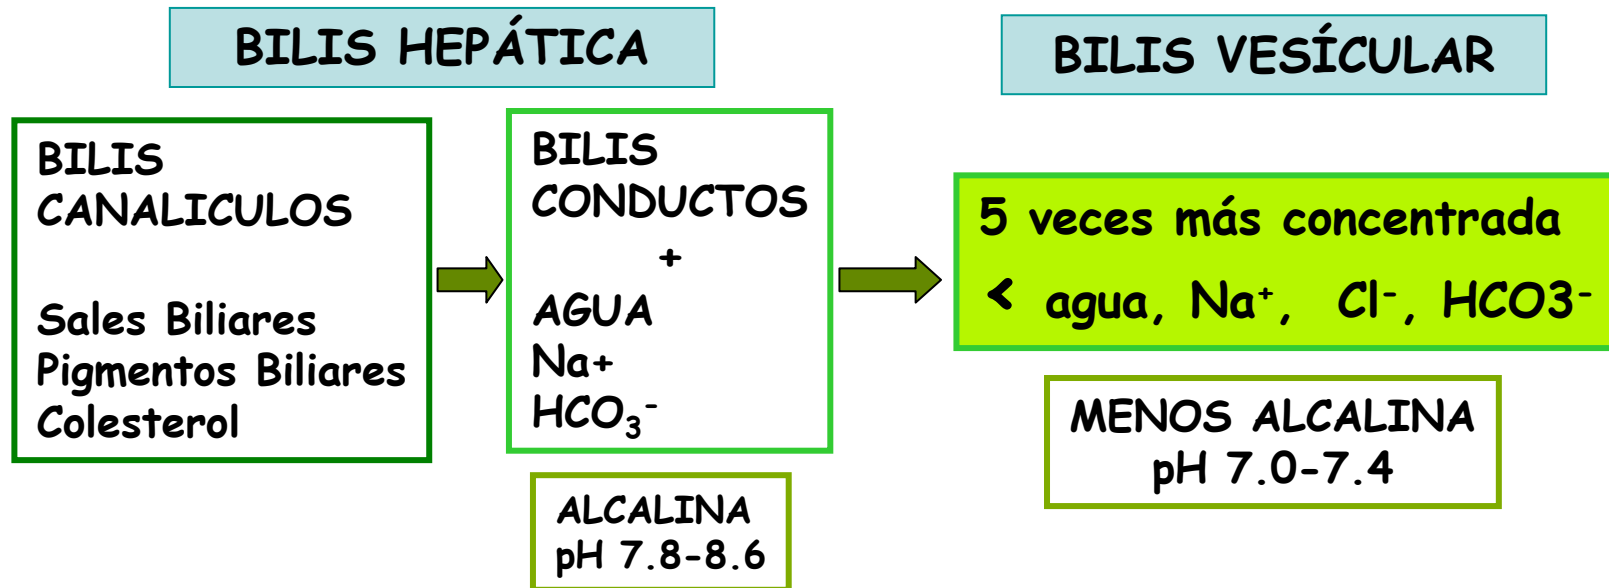 BILIS HEPÁTICA
BILIS
CANALICULOS
Sales Biliares
Pigmentos Biliares
Colesterol
BILIS
CONDUCTOS
+
AGUA
Na+
HCO₃⁻
ALCALINA
pH 7.8-8.6
BILIS VESÍCULAR
5 veces más concentrada
< agua, Na⁺, Cl⁻, HCO3⁻
MENOS ALCALINA
pH 7.0-7.4